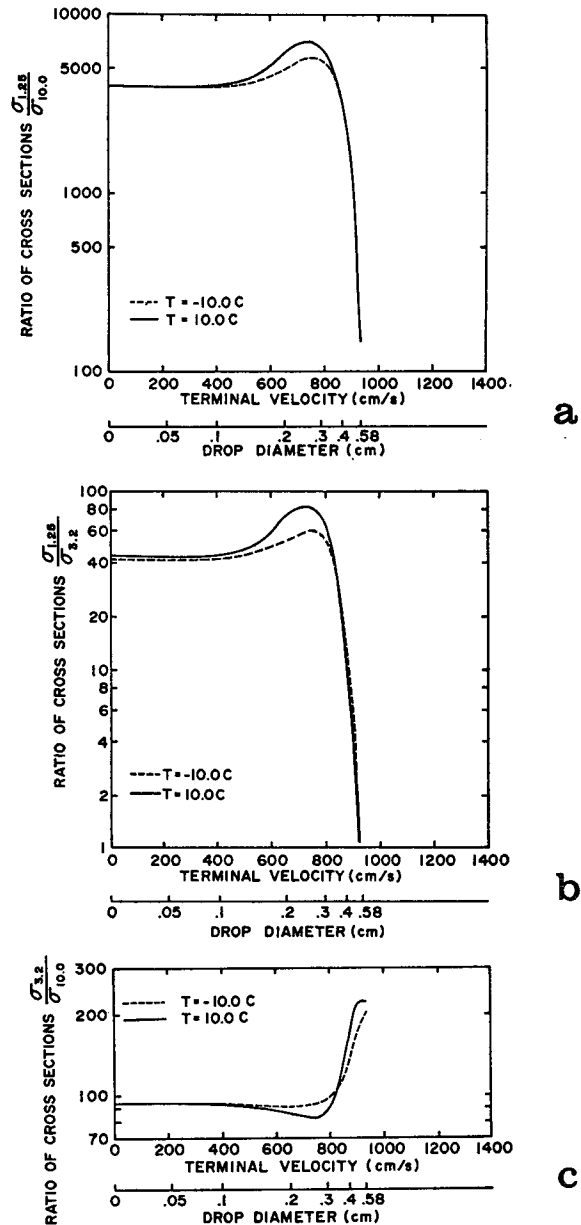 RATIO OF CROSS SECTIONS σ1.25/σ10.0
10000
5000
1000
500
100
T = -10.0 C
T = 10.0 C
0 200 400 600 800 1000 1200 1400
TERMINAL VELOCITY (cm/s)
0 .05 .1 .2 .3 .4 .58
DROP DIAMETER (cm)
a
RATIO OF CROSS SECTIONS σ1.25/σ3.2
100
80
60
40
20
10
8
6
4
2
1
T = -10.0 C
T = 10.0 C
0 200 400 600 800 1000 1200 1400
TERMINAL VELOCITY (cm/s)
0 .05 .1 .2 .3 .4 .58
DROP DIAMETER (cm)
b
RATIO OF CROSS SECTIONS σ3.2/σ10.0
300
200
100
70
T = -10.0 C
T = 10.0 C
0 200 400 600 800 1000 1200 1400
TERMINAL VELOCITY (cm/s)
0 .05 .1 .2 .3 .4 .58
DROP DIAMETER (cm)
c